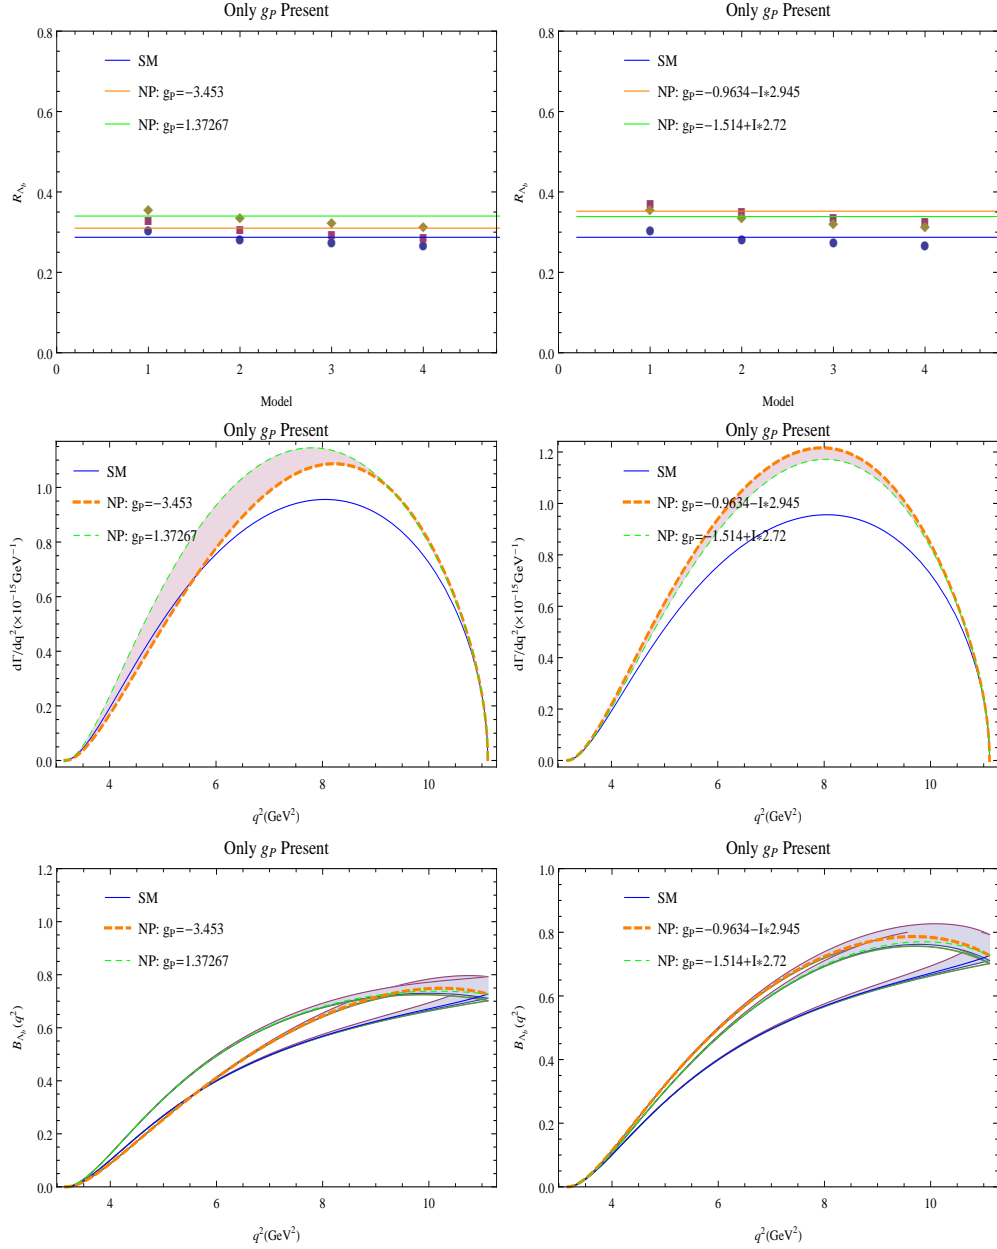 Only g_P Present
SM
NP: g_P=−3.453
NP: g_P=1.37267
R_Λ_b
0.8
0.6
0.4
0.2
0.0
0 1 2 3 4
Model
Only g_P Present
SM
NP: g_P=−0.9634−I*2.945
NP: g_P=−1.514+I*2.72
R_Λ_b
0.8
0.6
0.4
0.2
0.0
0 1 2 3 4
Model
Only g_P Present
SM
NP: g_P=−3.453
NP: g_P=1.37267
dΓ/dq²(×10⁻¹⁵GeV⁻¹)
1.0
0.8
0.6
0.4
0.2
0.0
4 6 8 10
q²(GeV²)
Only g_P Present
SM
NP: g_P=−0.9634−I*2.945
NP: g_P=−1.514+I*2.72
dΓ/dq²(×10⁻¹⁵GeV⁻¹)
1.2
1.0
0.8
0.6
0.4
0.2
0.0
4 6 8 10
q²(GeV²)
Only g_P Present
SM
NP: g_P=−3.453
NP: g_P=1.37267
B_Λ_b(q²)
1.2
1.0
0.8
0.6
0.4
0.2
0.0
4 6 8 10
q²(GeV²)
Only g_P Present
SM
NP: g_P=−0.9634−I*2.945
NP: g_P=−1.514+I*2.72
B_Λ_b(q²)
1.0
0.8
0.6
0.4
0.2
0.0
4 6 8 10
q²(GeV²)